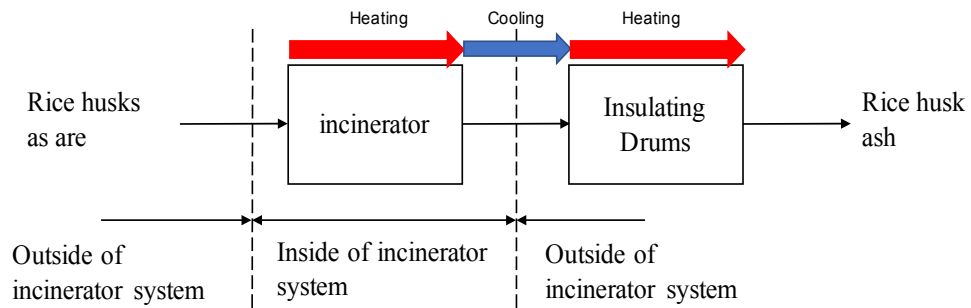 Heating
Cooling
Heating
Rice husks
as are
incinerator
Insulating
Drums
Rice husk
ash
Outside of
incinerator system
Inside of incinerator
system
Outside of
incinerator system